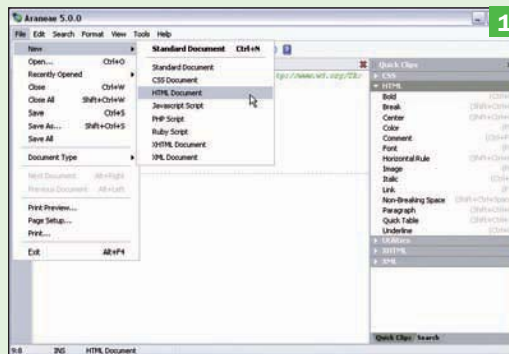 Araneae 5.0.0
1
File Edit Search Format View Tools Help
New
Open... Ctrl+O
Recently Opened
Close Ctrl+W
Close All Shift+Ctrl+W
Save Ctrl+S
Save As... Shift+Ctrl+S
Save All
Document Type
Next Document Alt+Right
Previous Document Alt+Left
Print Preview...
Page Setup...
Print...
Exit Alt+F4
Standard Document Ctrl+N
Standard Document
CSS Document
HTML Document
Javascript Script
PHP Script
Ruby Script
XHTML Document
XML Document
Quick Clips
CSS
HTML
Bold
Break
Center
Color
Comment
Font
Horizontal Rule
Image
Italic
Link
Non-Breaking Space
Paragraph
Quick Table
Underline
Utilities
XHTML
XML
Quick Clips Search
9:8 INS HTML Document